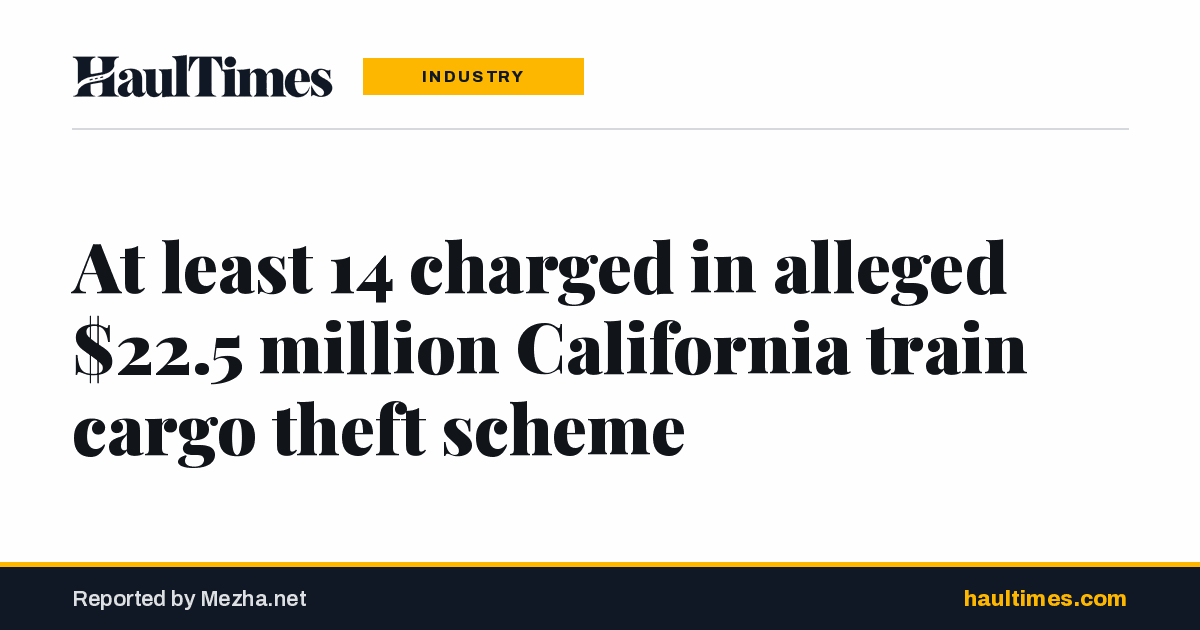 HaulTimes
INDUSTRY
At least 14 charged in alleged
$22.5 million California train
cargo theft scheme
Reported by Mezha.net
haultimes.com